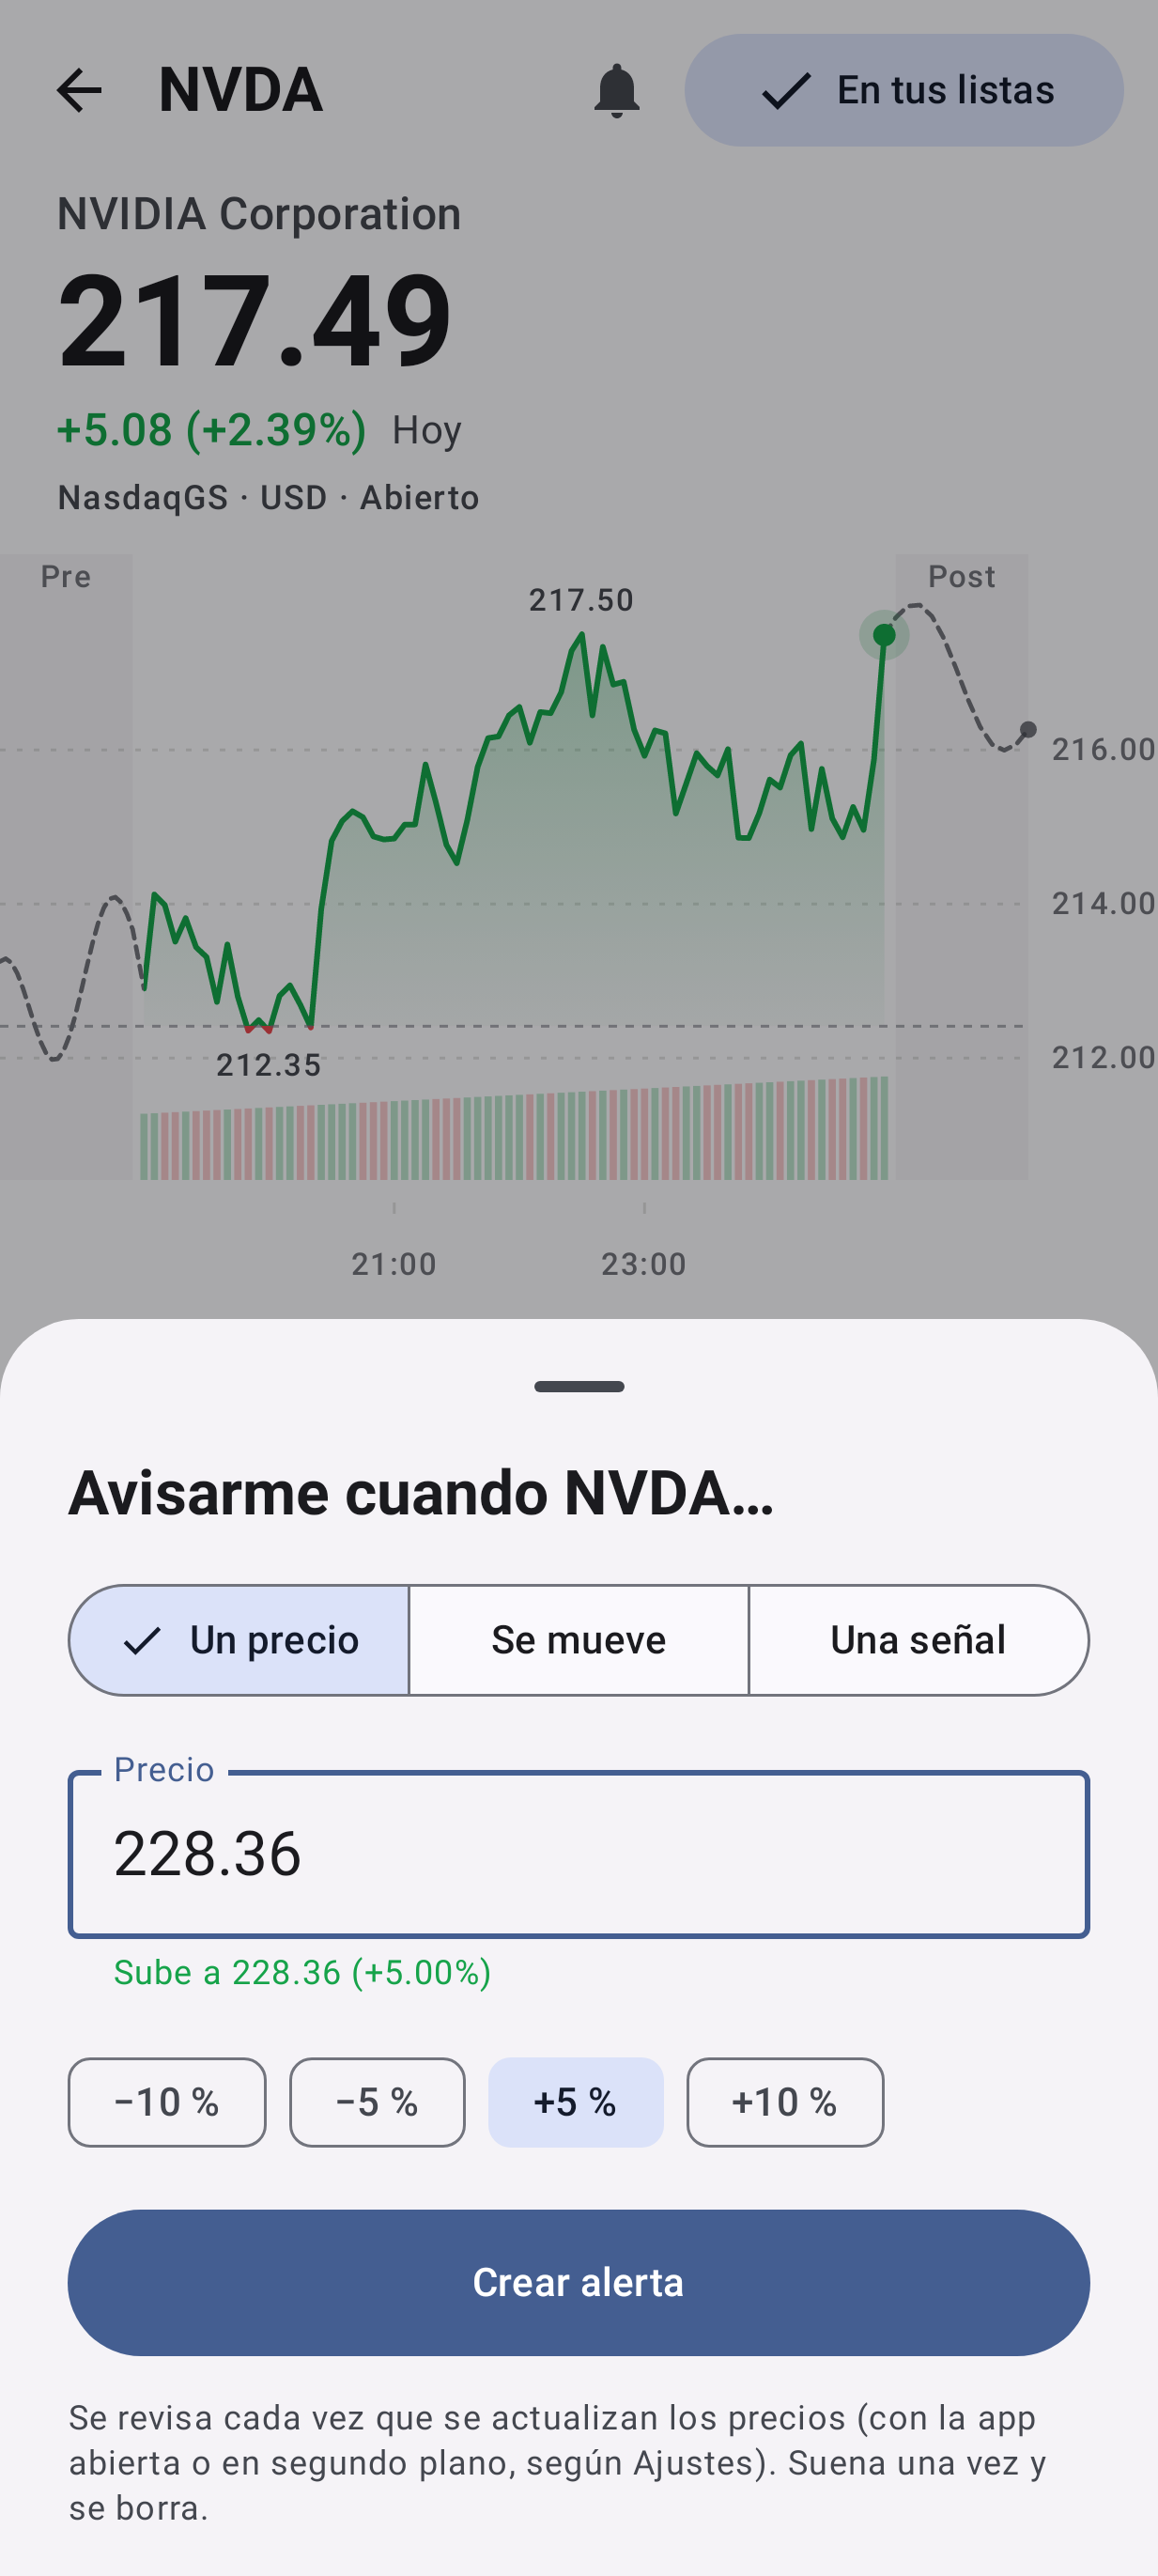 NVDA
En tus listas
NVIDIA Corporation
217.49
+5.08 (+2.39%) Hoy
NasdaqGS · USD · Abierto
Pre
Post
217.50
216.00
214.00
212.35
212.00
21:00
23:00
Avisarme cuando NVDA…
Un precio
Se mueve
Una señal
Precio
228.36
Sube a 228.36 (+5.00%)
−10 %
−5 %
+5 %
+10 %
Crear alerta
Se revisa cada vez que se actualizan los precios (con la app
abierta o en segundo plano, según Ajustes). Suena una vez y
se borra.